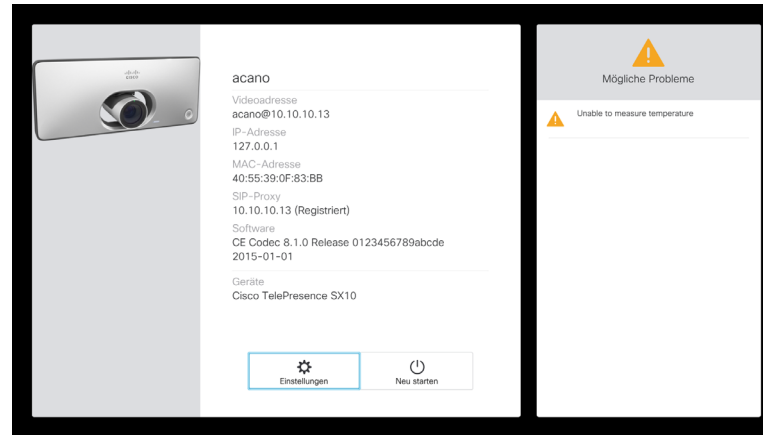 CISCO
acano
Videoadresse
acano@10.10.10.13
IP-Adresse
127.0.0.1
MAC-Adresse
40:55:39:0F:83:BB
SIP-Proxy
10.10.10.13 (Registriert)
Software
CE Codec 8.1.0 Release 0123456789abcde
2015-01-01
Geräte
Cisco TelePresence SX10
Einstellungen
Neu starten
Mögliche Probleme
Unable to measure temperature